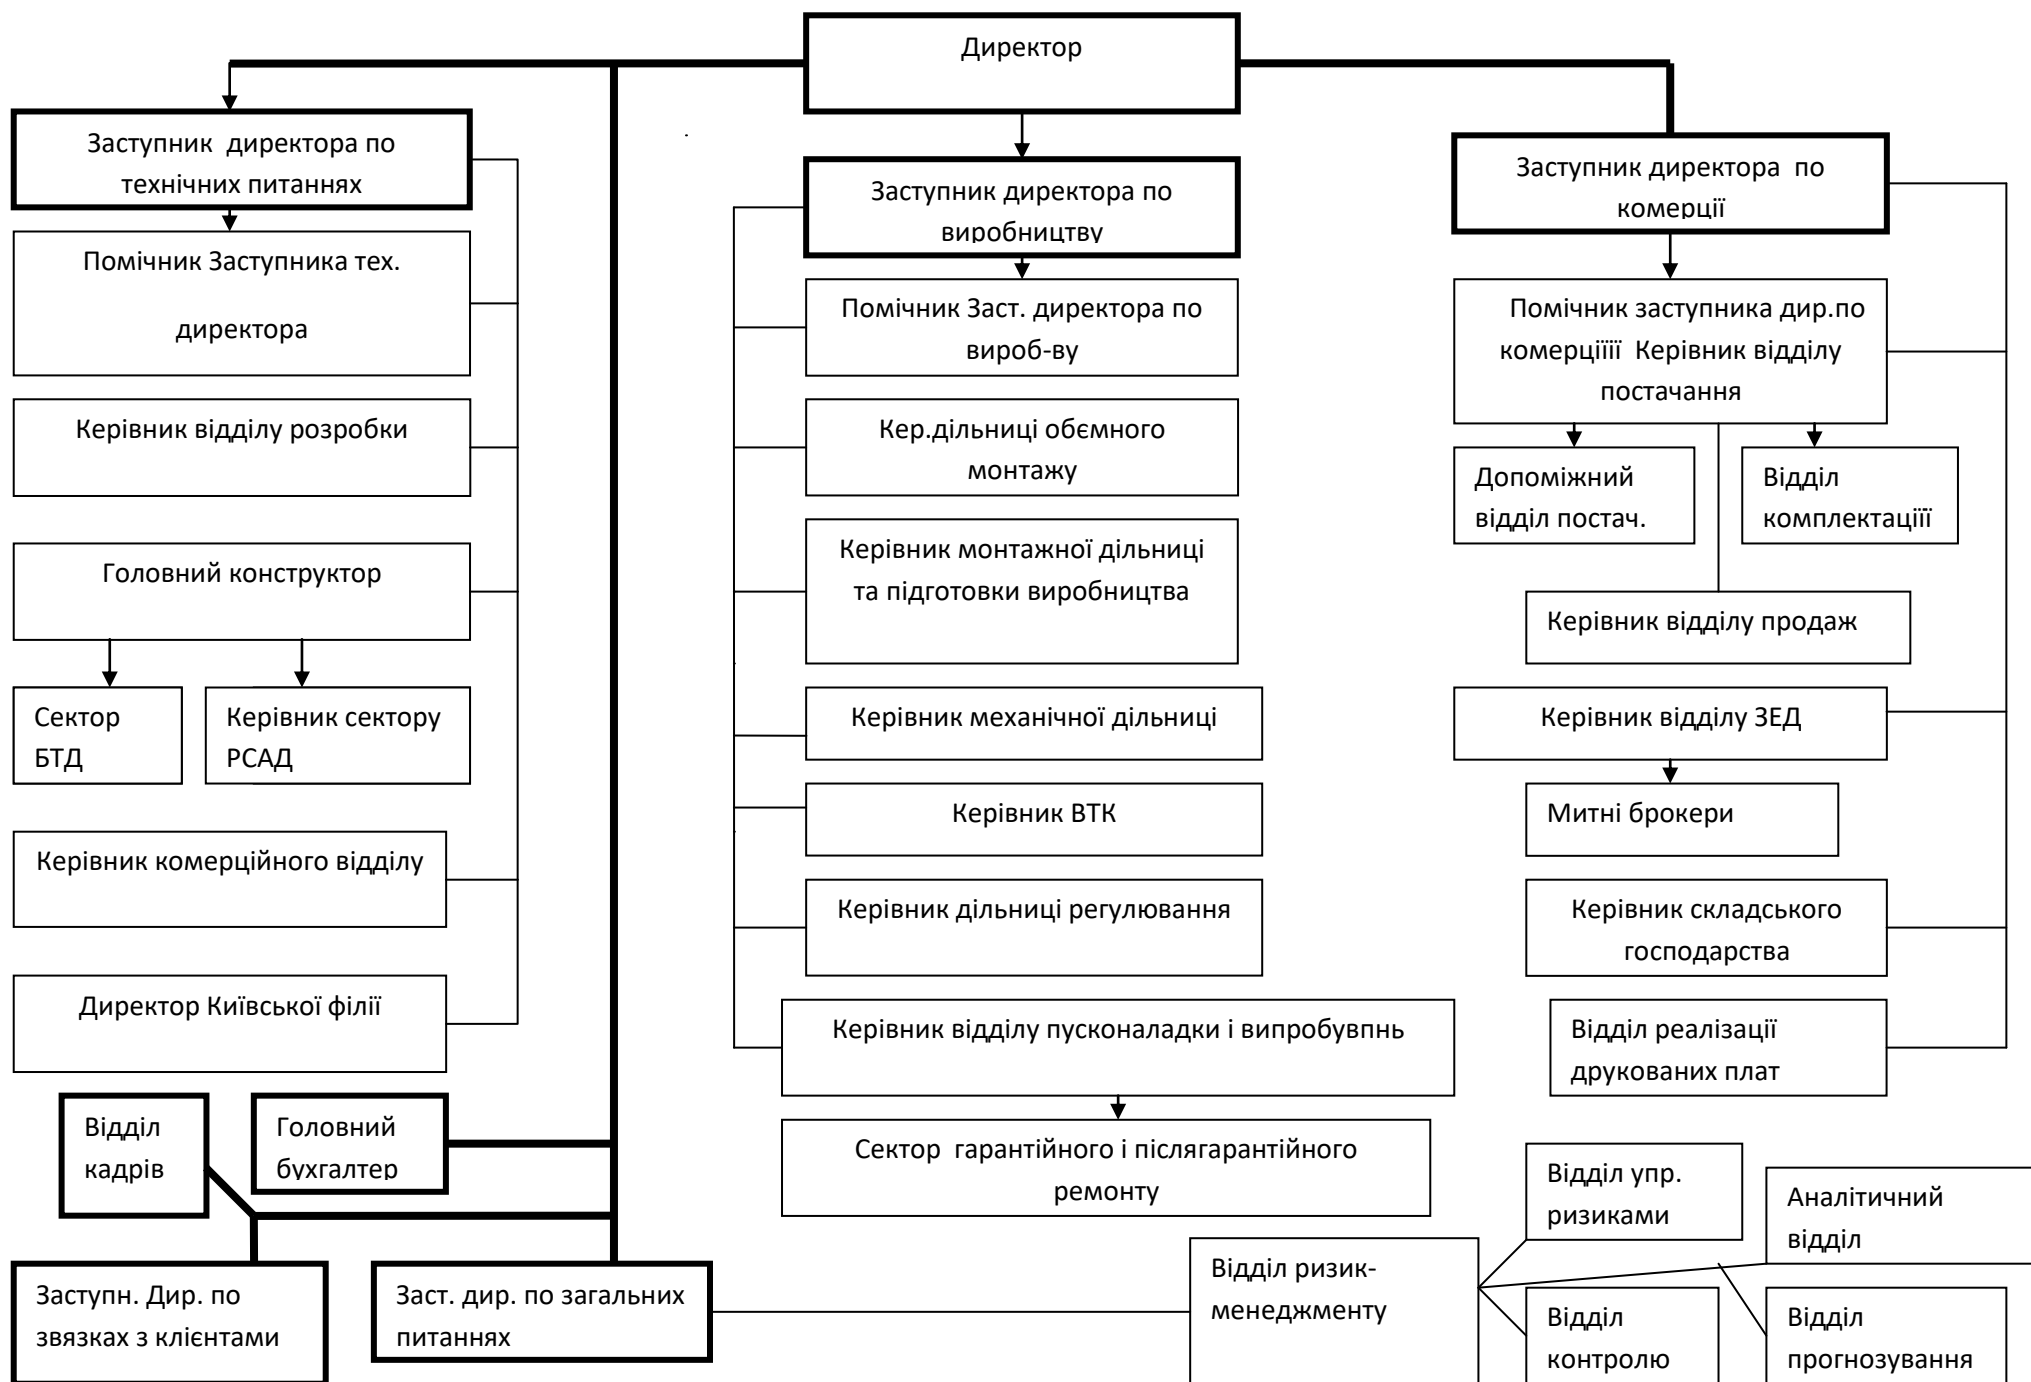 Директор
Заступник директора по
технічних питаннях
Помічник Заступника тех.
директора
Керівник відділу розробки
Головний конструктор
Сектор
БТД
Керівник сектору
РСАД
Керівник комерційного відділу
Директор Київської філії
Відділ
кадрів
Головний
бухгалтер
Заступн. Дир. по
звязках з клієнтами
Заст. дир. по загальних
питаннях
Заступник директора по
виробництву
Помічник Заст. директора по
вироб-ву
Кер.дільниці обємного
монтажу
Керівник монтажної дільниці
та підготовки виробництва
Керівник механічної дільниці
Керівник ВТК
Керівник дільниці регулювання
Керівник відділу пусконаладки і випробувпнь
Сектор гарантійного і післягарантійного
ремонту
Заступник директора по
комерції
Помічник заступника дир.по
комерціїії Керівник відділу
постачання
Допоміжний
відділ постач.
Відділ
комплектаціїї
Керівник відділу продаж
Керівник відділу ЗЕД
Митні брокери
Керівник складського
господарства
Відділ реалізації
друкованих плат
Відділ ризик-
менеджменту
Відділ упр.
ризиками
Аналітичний
відділ
Відділ
контролю
Відділ
прогнозування